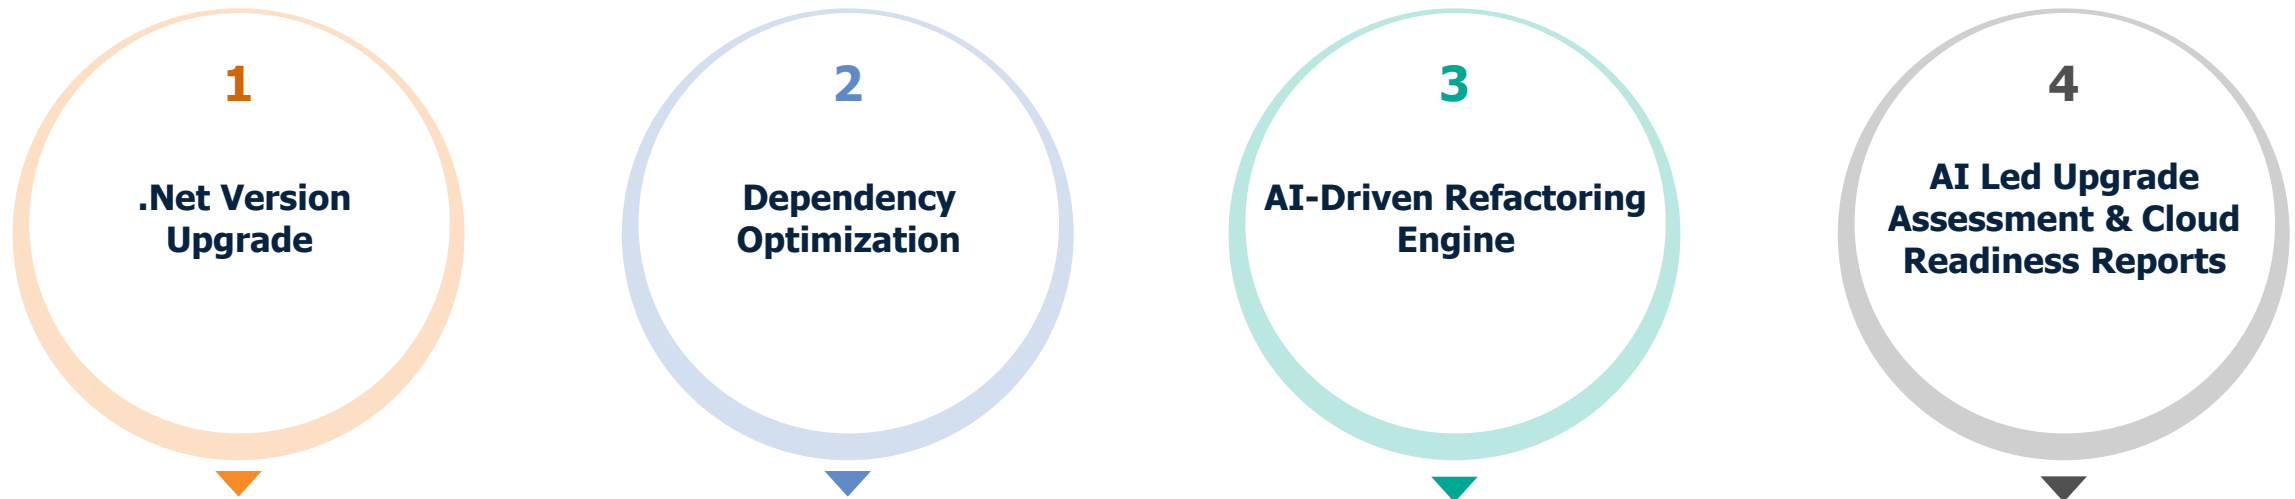 1
.Net Version
Upgrade
2
Dependency
Optimization
3
AI-Driven Refactoring
Engine
4
AI Led Upgrade
Assessment & Cloud
Readiness Reports